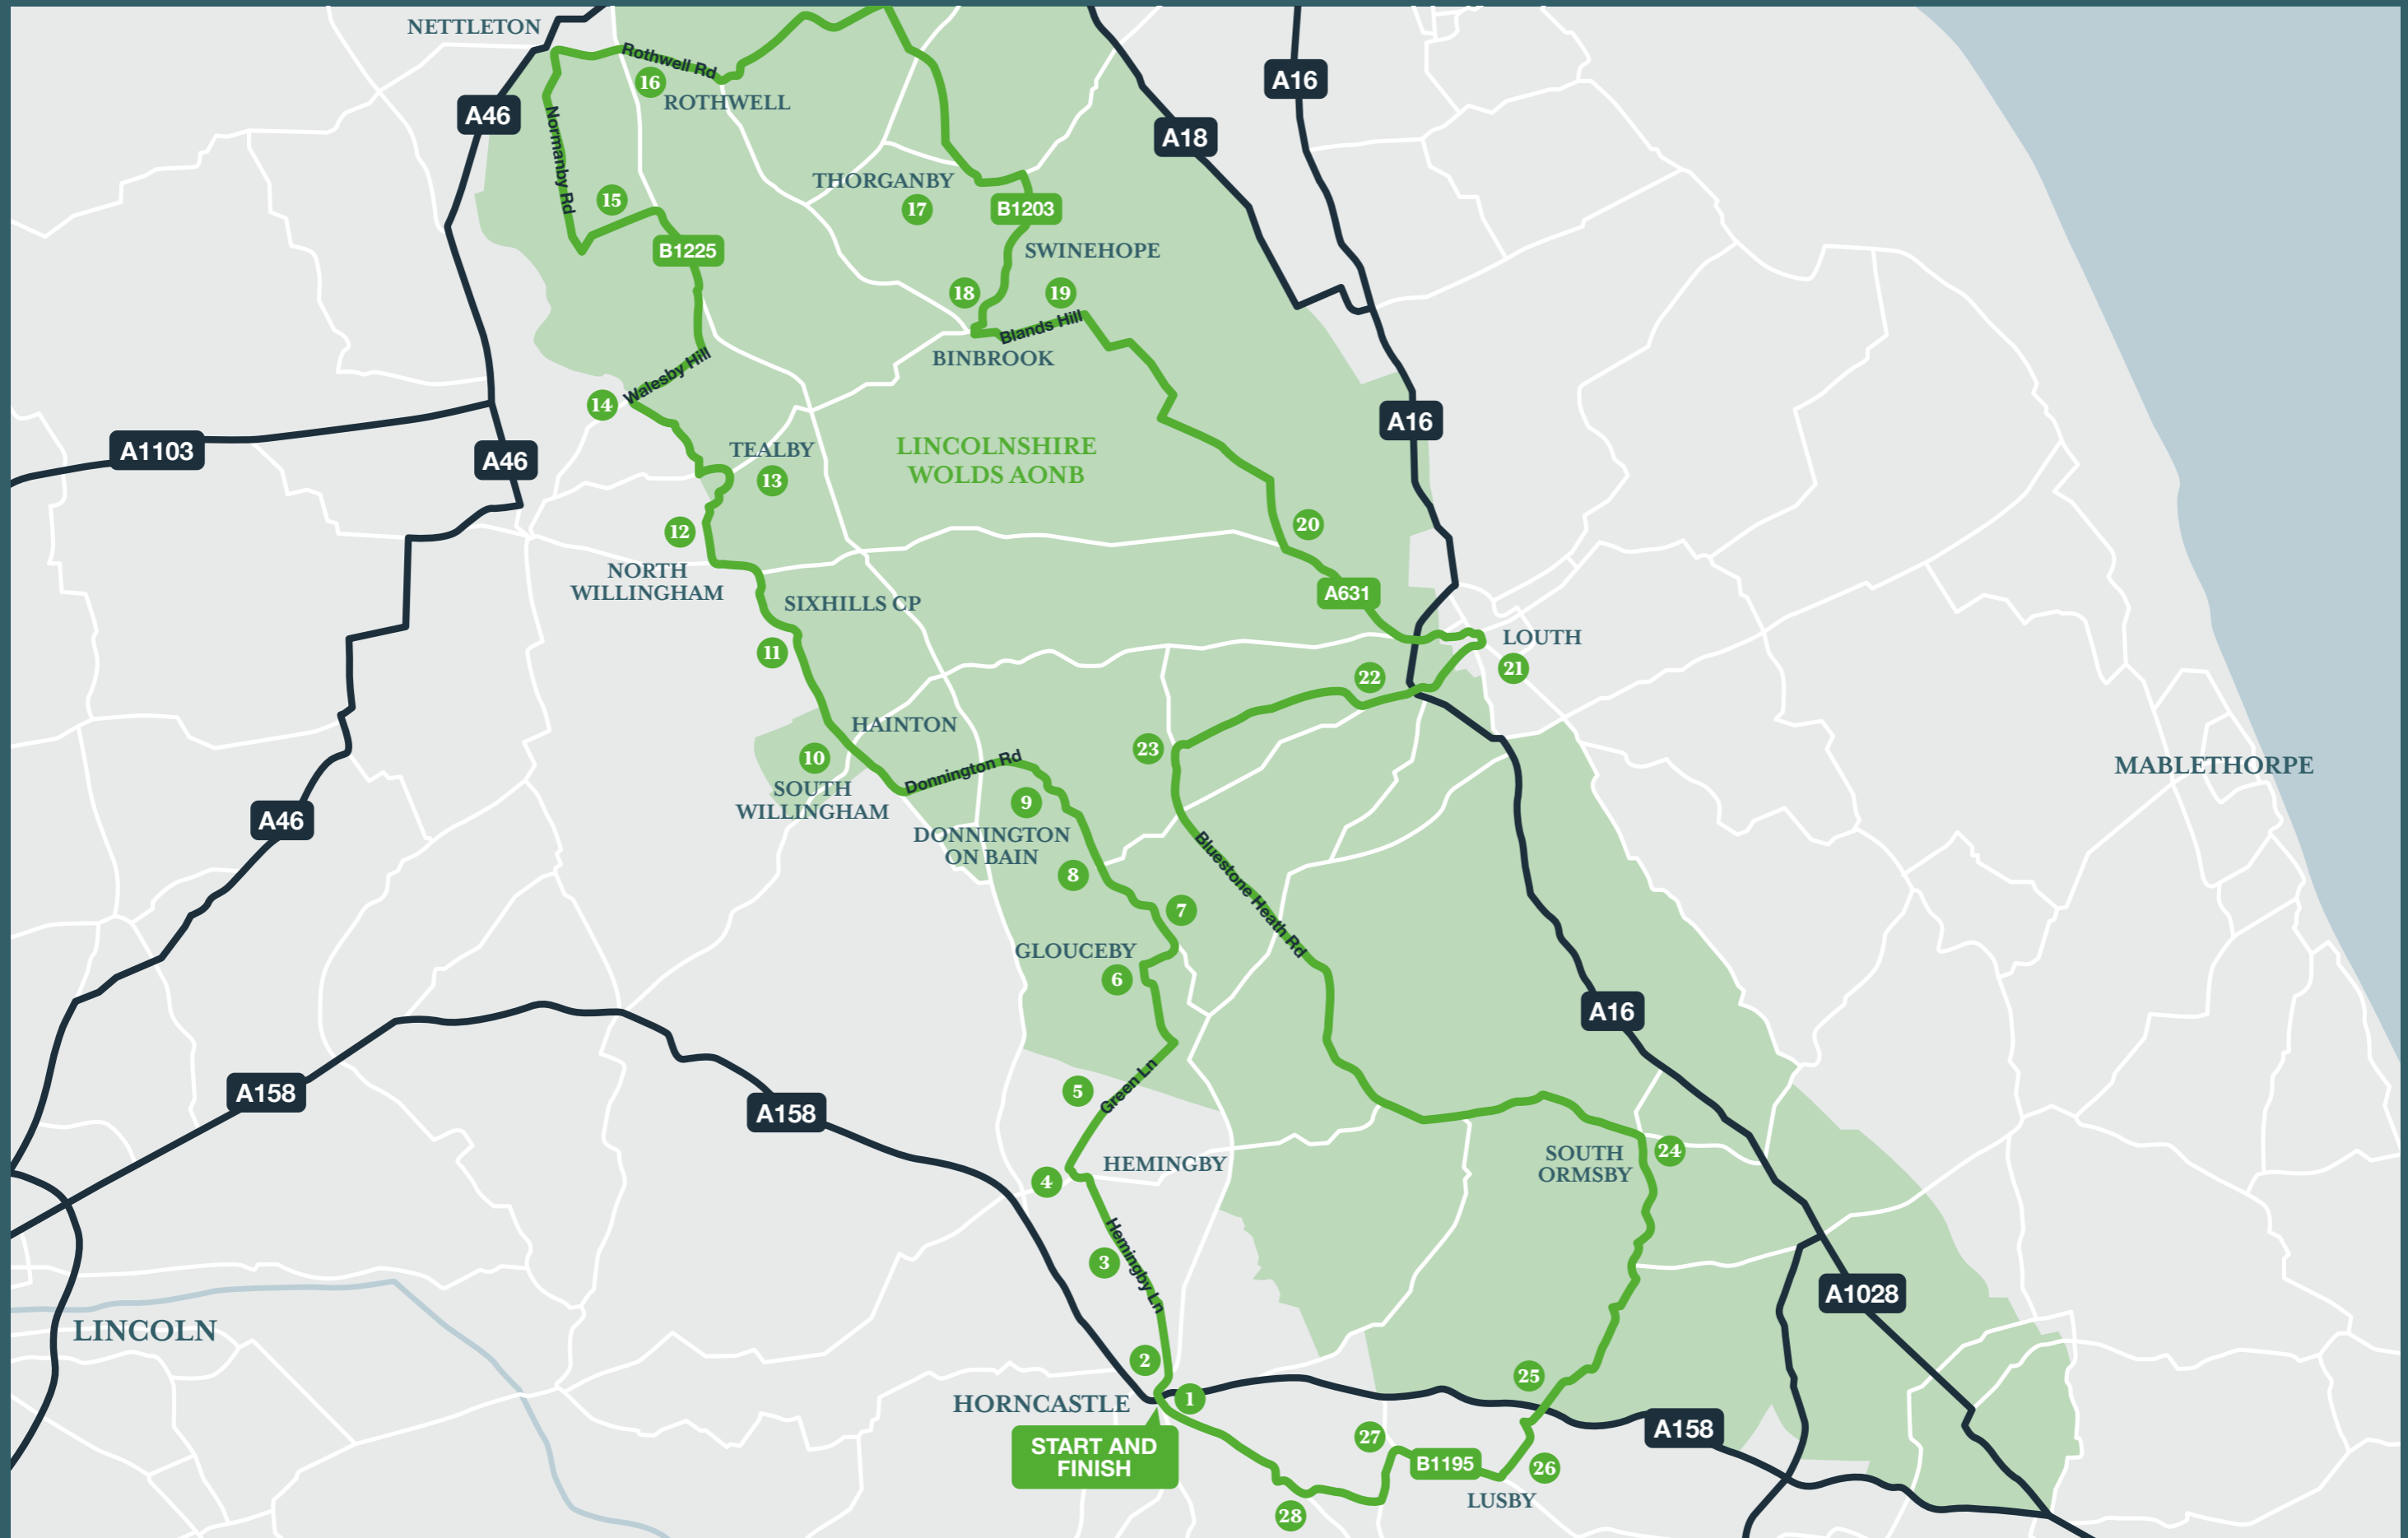 NETTLETON
Rothwell Rd
16
ROTHWELL
A46
A18
A16
Normanby Rd
15
B1225
THORGANBY
17
B1203
SWINEHOPE
18
19
Blands Hill
BINBROOK
Walesby Hill
14
A1103
A46
A16
TEALBY
13
LINCOLNSHIRE
WOLDS AONB
12
20
NORTH
WILLINGHAM
A631
SIXHILLS CP
11
LOUTH
21
22
HAINTON
10
SOUTH
WILLINGHAM
Donnington Rd
23
MABLETHORPE
9
DONNINGTON
ON BAIN
A46
8
Bluestone Heath Rd
7
GLOUCEBY
6
A16
5
Green Ln
A158
A158
4
HEMINGBY
SOUTH
ORMSBY
24
3
Hemingby Ln
A1028
LINCOLN
2
1
HORNCASTLE
25
START AND
FINISH
27
B1195
26
A158
LUSBY
28